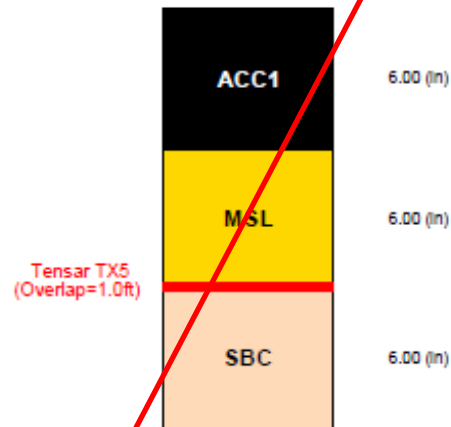 ACC1
6.00 (in)
MSL
6.00 (in)
Tensar TX5
(Overlap=1.0ft)
SBC
6.00 (in)